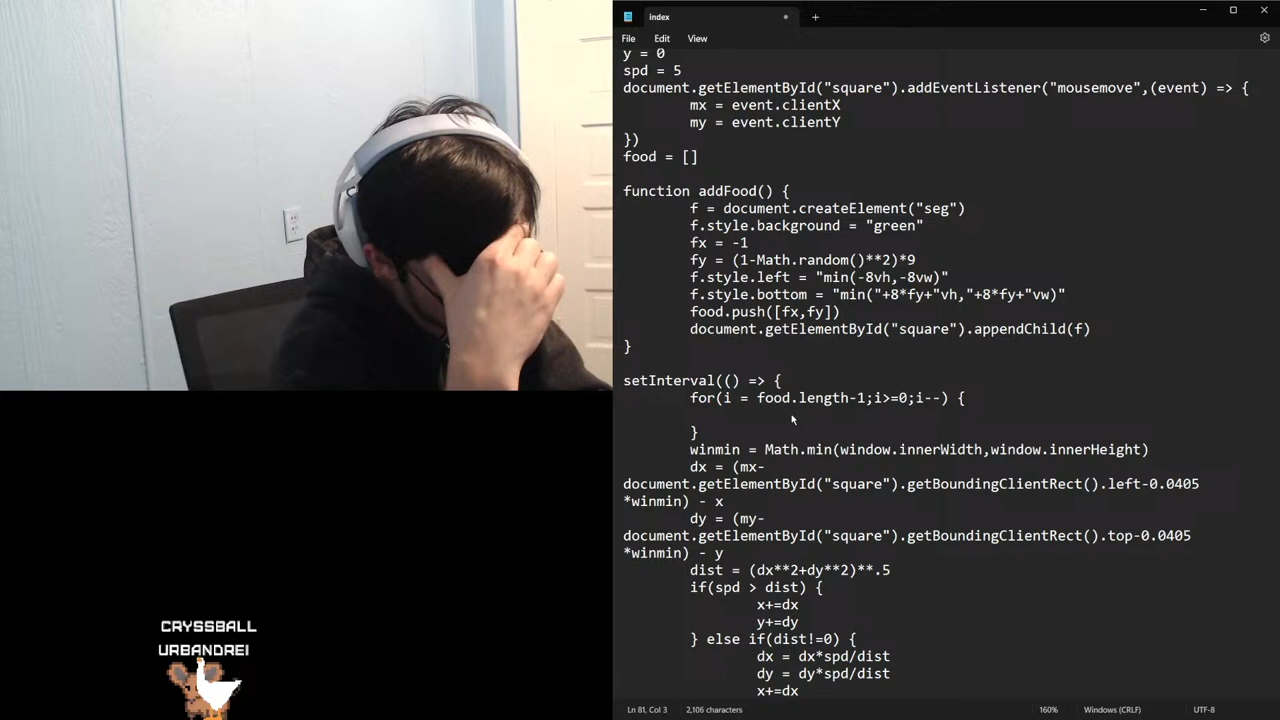 index
File Edit View
y = 0
spd = 5
document.getElementById("square").addEventListener("mousemove",(event) => {
mx = event.clientX
my = event.clientY
})
food = []
function addFood() {
f = document.createElement("seg")
f.style.background = "green"
fx = -1
fy = (1-Math.random()**2)*9
f.style.left = "min(-8vh,-8vw)"
f.style.bottom = "min("+8*fy+"vh,"+8*fy+"vw)"
food.push([fx,fy])
document.getElementById("square").appendChild(f)
}
setInterval(() => {
for(i = food.length-1;i>=0;i--) {
}
winmin = Math.min(window.innerWidth,window.innerHeight)
dx = (mx-
document.getElementById("square").getBoundingClientRect().left-0.0405
*winmin) - x
dy = (my-
document.getElementById("square").getBoundingClientRect().top-0.0405
*winmin) - y
dist = (dx**2+dy**2)**.5
if(spd > dist) {
x+=dx
y+=dy
} else if(dist!=0) {
dx = dx*spd/dist
dy = dy*spd/dist
x+=dx
Ln 81, Col 3 2,106 characters 160% Windows (CRLF) UTF-8
CRYSSBALL
URBANDREI